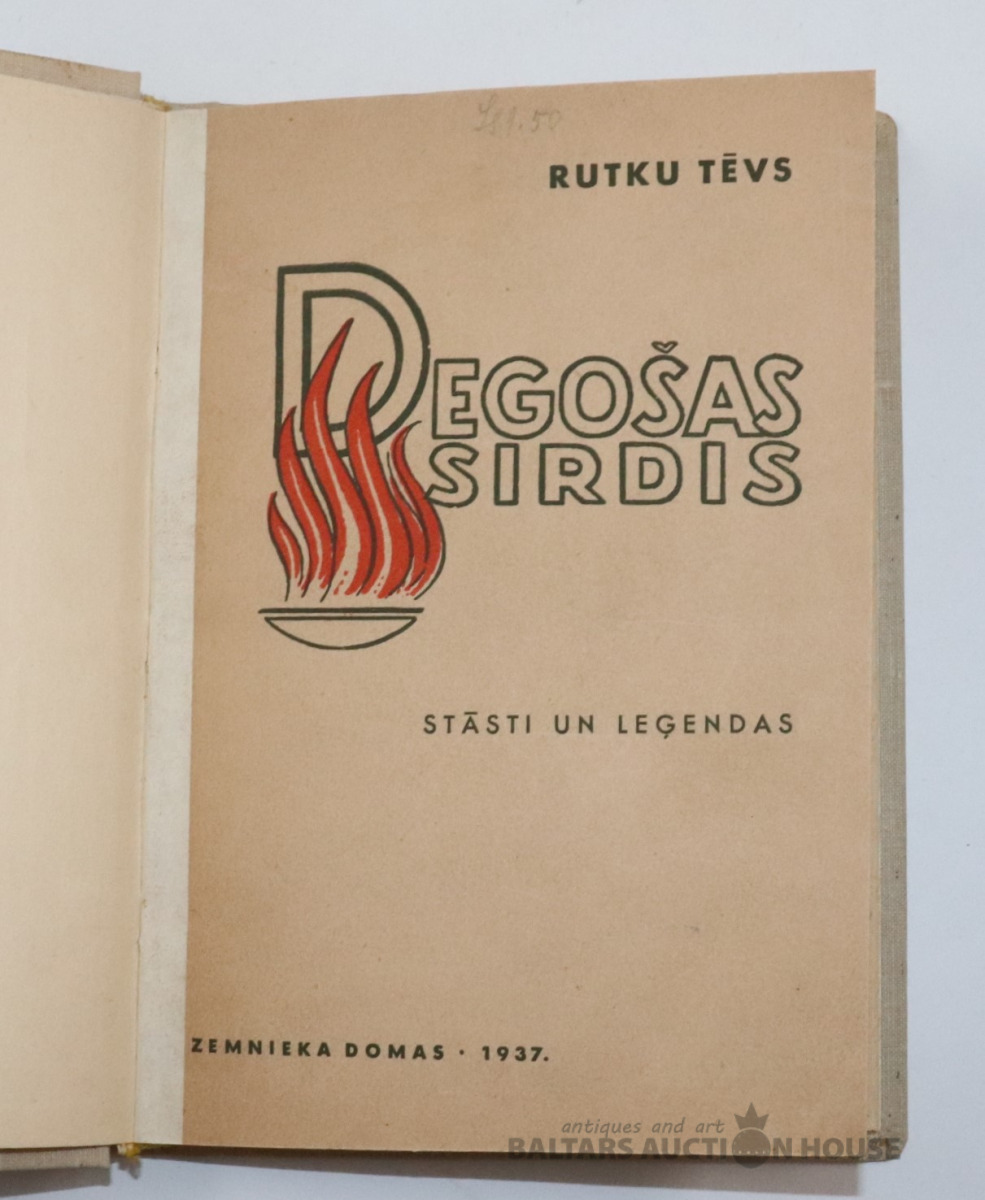 RUTKU TĒVS
DEGOŠAS
SIRDIS
STĀSTI UN LEĢENDAS
ZEMNIEKA DOMAS · 1937.
antiques and art
BALTARS AUCTION HOUSE